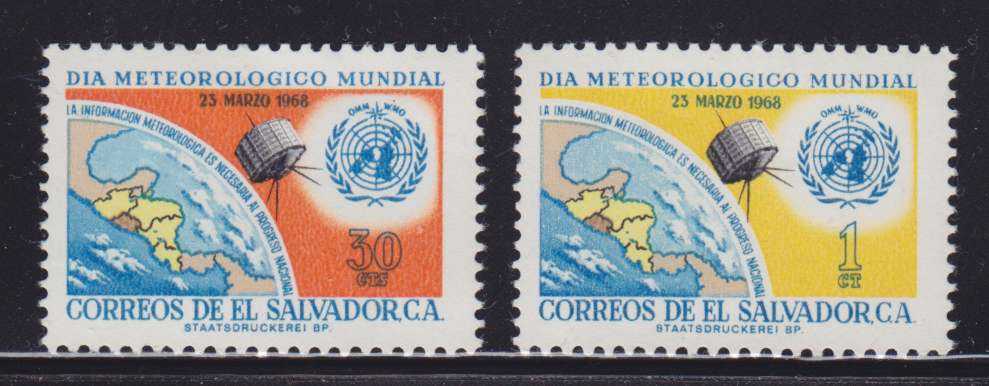 DIA METEOROLOGICO MUNDIAL
23 MARZO 1968
OMM WMO
LA INFORMACION METEOROLOGICA ES NECESARIA AL PROGRESO NACIONAL
30
CTS
CORREOS DE EL SALVADOR,C.A.
STAATSDRUCKEREI BP.
DIA METEOROLOGICO MUNDIAL
23 MARZO 1968
OMM WMO
LA INFORMACION METEOROLOGICA ES NECESARIA AL PROGRESO NACIONAL
1
CT
CORREOS DE EL SALVADOR,C.A.
STAATSDRUCKEREI BP.